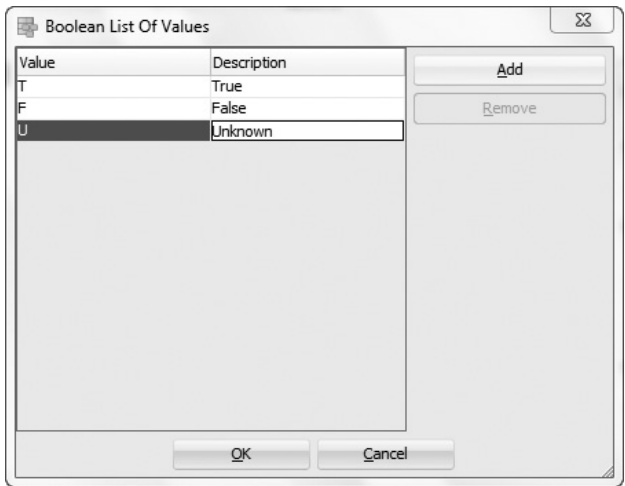 Boolean List Of Values
Value Description
T True
F False
U Unknown
Add
Remove
OK Cancel